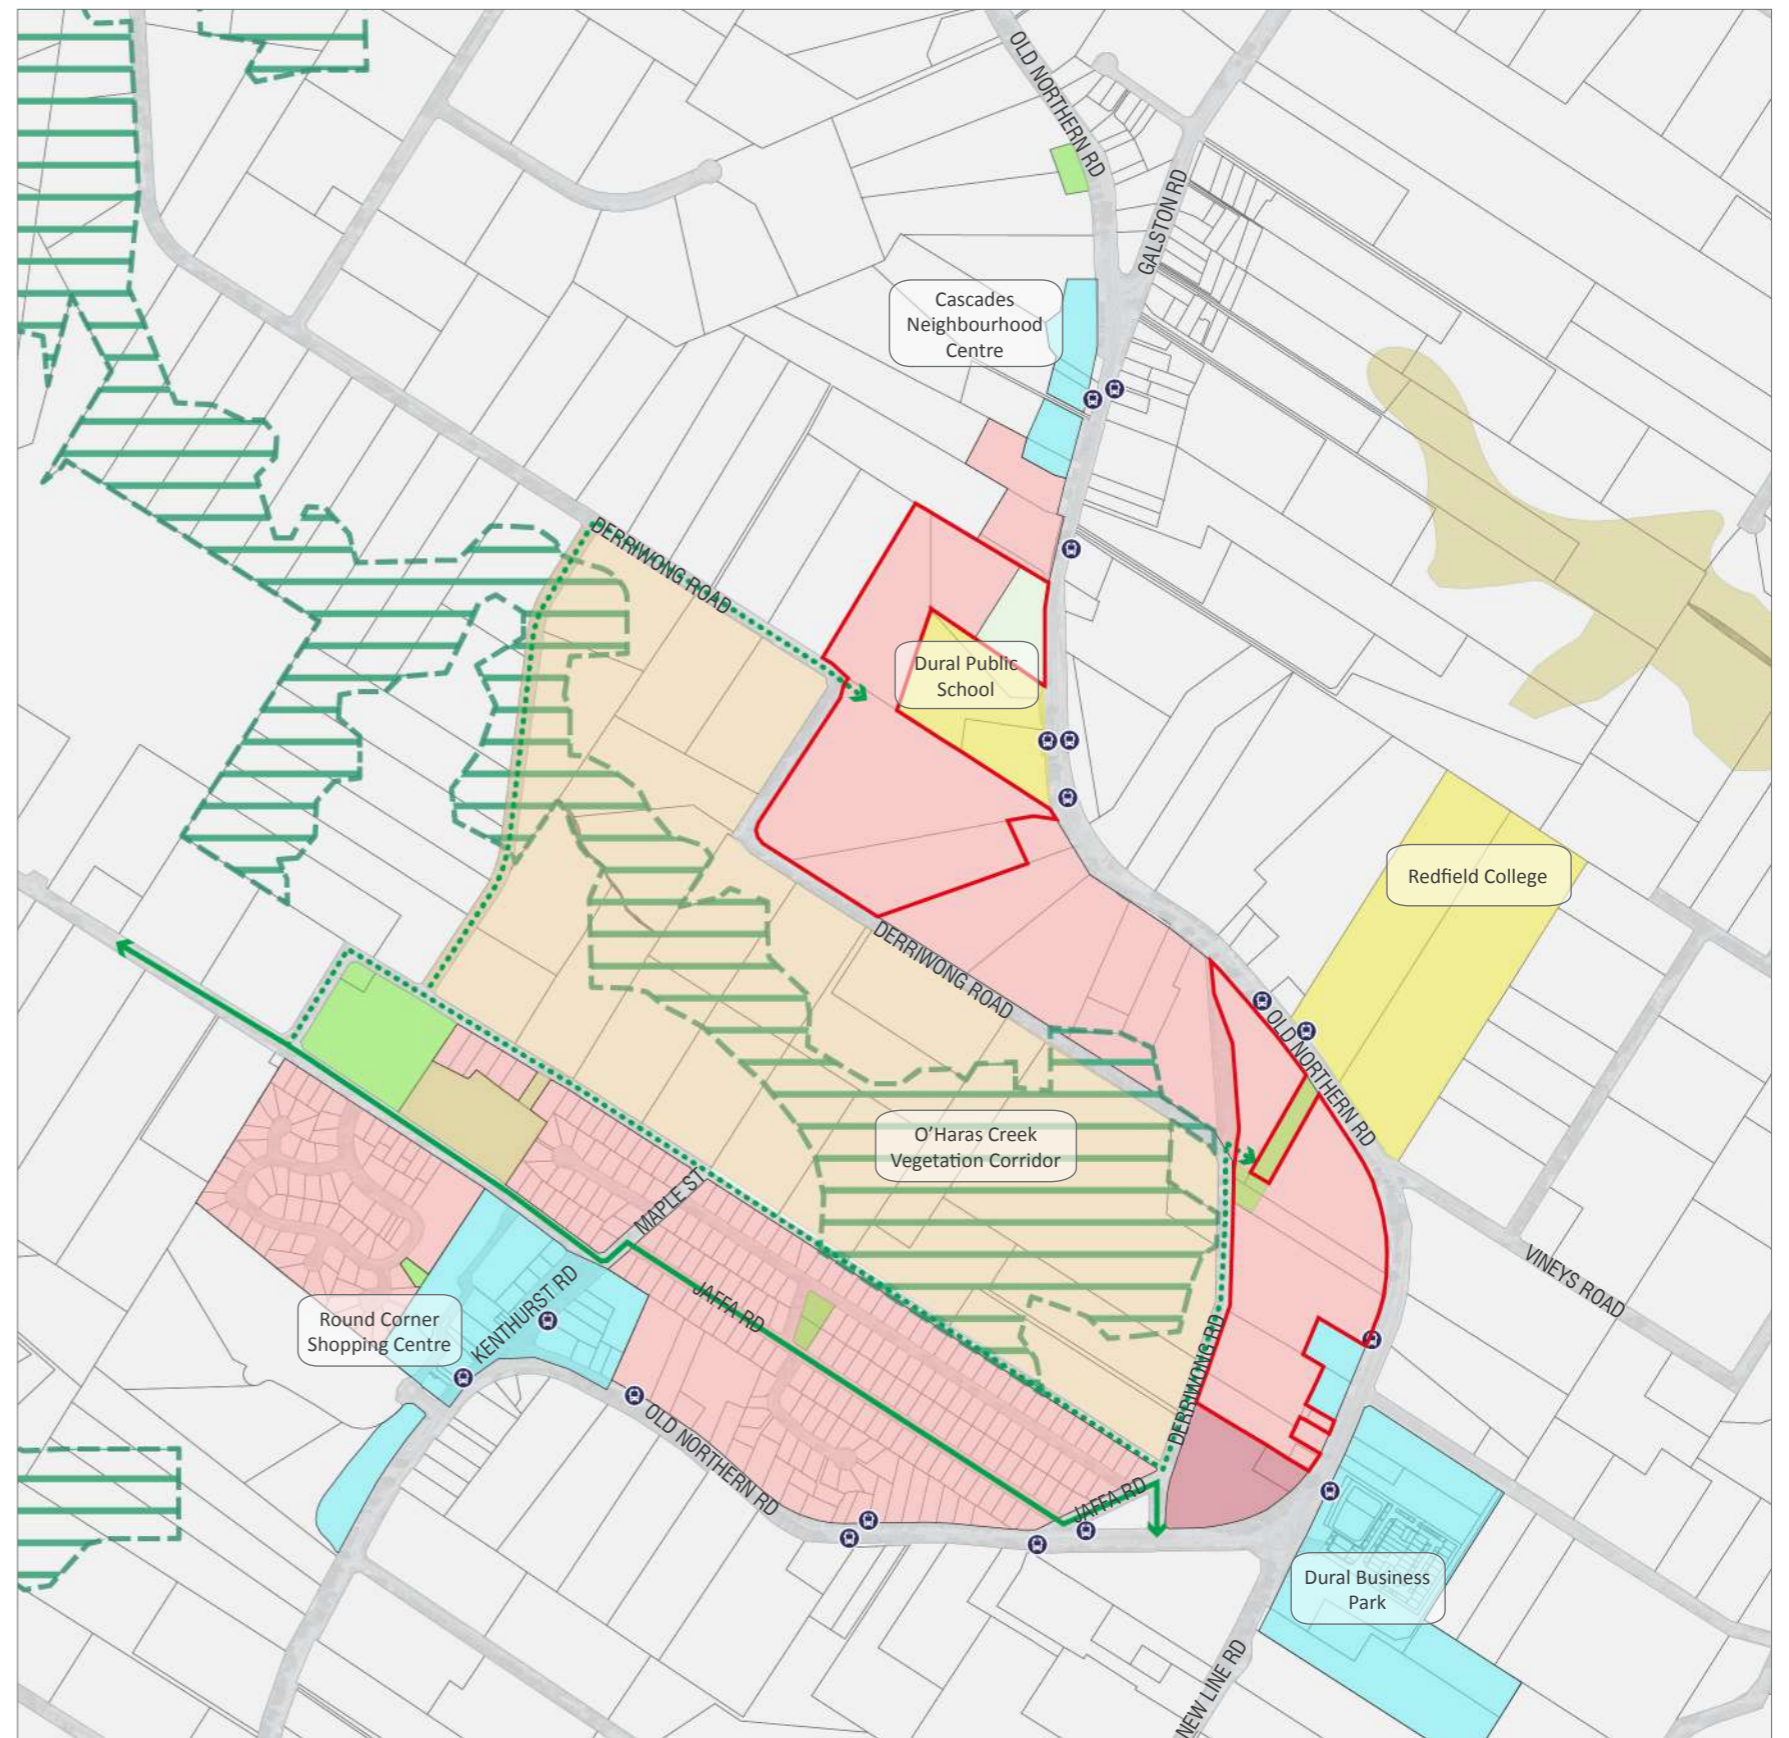 OLD NORTHERN RD
GALSTON RD
Cascades
Neighbourhood
Centre
DERRIWONG ROAD
Dural Public
School
Redfield College
DERRIWONG ROAD
OLD NORTHERN RD
O'Haras Creek
Vegetation Corridor
MAPLE ST
VINEYS ROAD
KENTHURST RD
JAFFA RD
Round Corner
Shopping Centre
DERRIWONG RD
OLD NORTHERN RD
JAFFA RD
Dural Business
Park
NEW LINE RD